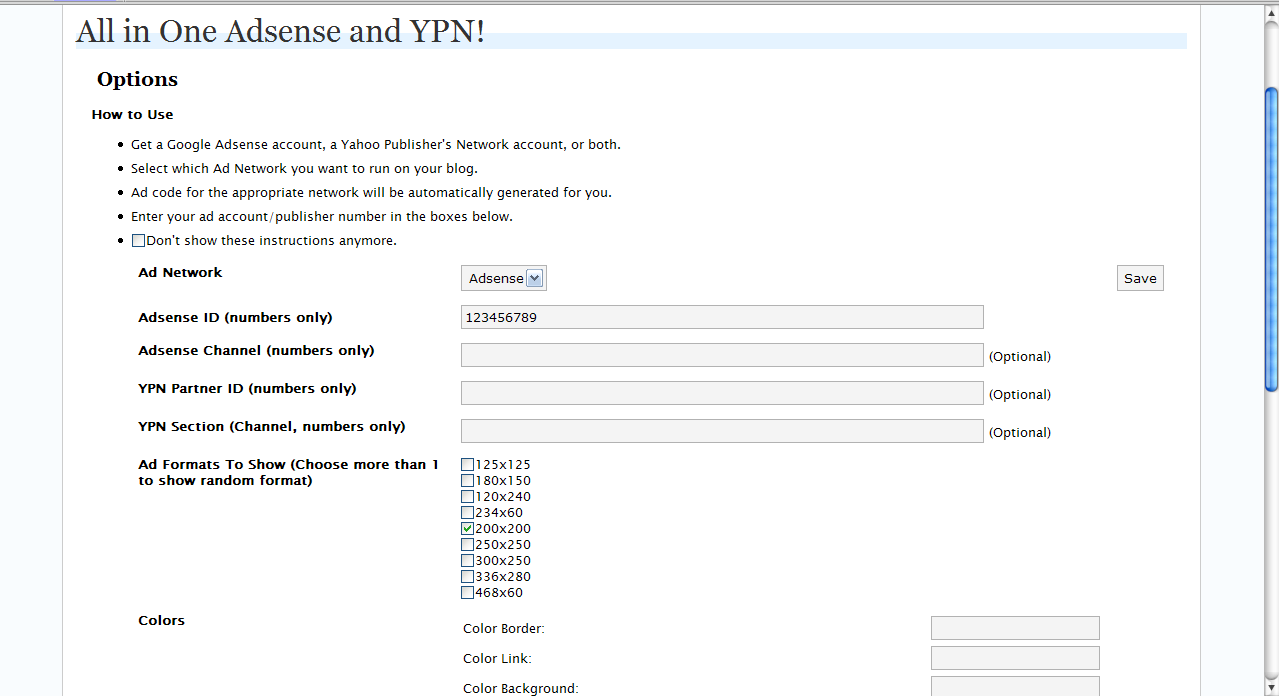 All in One Adsense and YPN!
Options
How to Use
Get a Google Adsense account, a Yahoo Publisher's Network account, or both.
Select which Ad Network you want to run on your blog.
Ad code for the appropriate network will be automatically generated for you.
Enter your ad account/publisher number in the boxes below.
Don't show these instructions anymore.
Ad Network
Adsense
Save
Adsense ID (numbers only)
123456789
Adsense Channel (numbers only)
(Optional)
YPN Partner ID (numbers only)
(Optional)
YPN Section (Channel, numbers only)
(Optional)
Ad Formats To Show (Choose more than 1
to show random format)
125x125
180x150
120x240
234x60
200x200
250x250
300x250
336x280
468x60
Colors
Color Border:
Color Link:
Color Background: